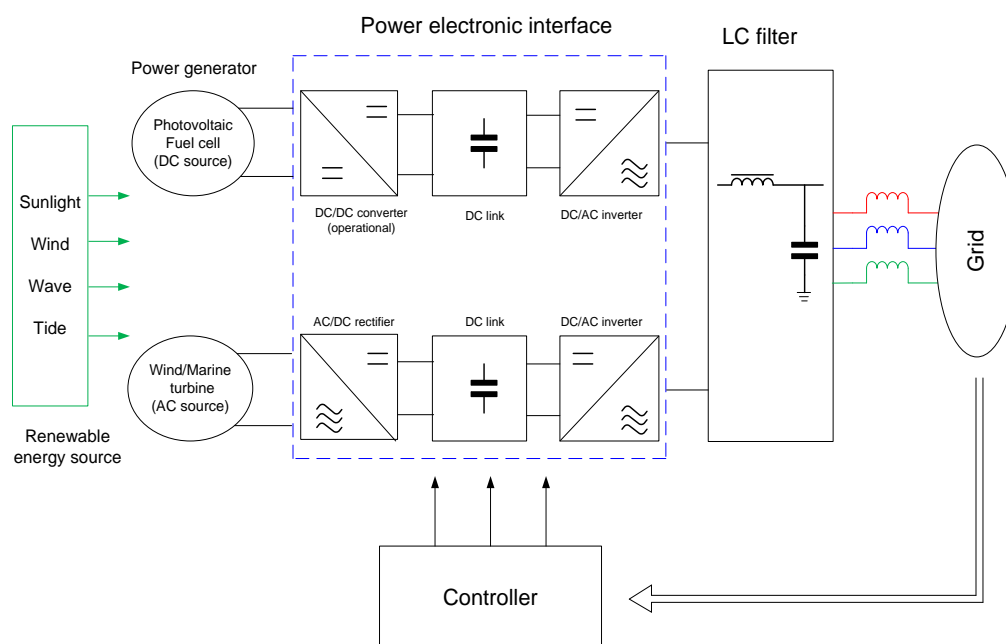 Power electronic interface
LC filter
Power generator
Photovoltaic
Fuel cell
(DC source)
Sunlight
Wind
Wave
Tide
DC/DC converter
(operational)
DC link
DC/AC inverter
Grid
AC/DC rectifier
DC link
DC/AC inverter
Wind/Marine
turbine
(AC source)
Renewable
energy source
Controller